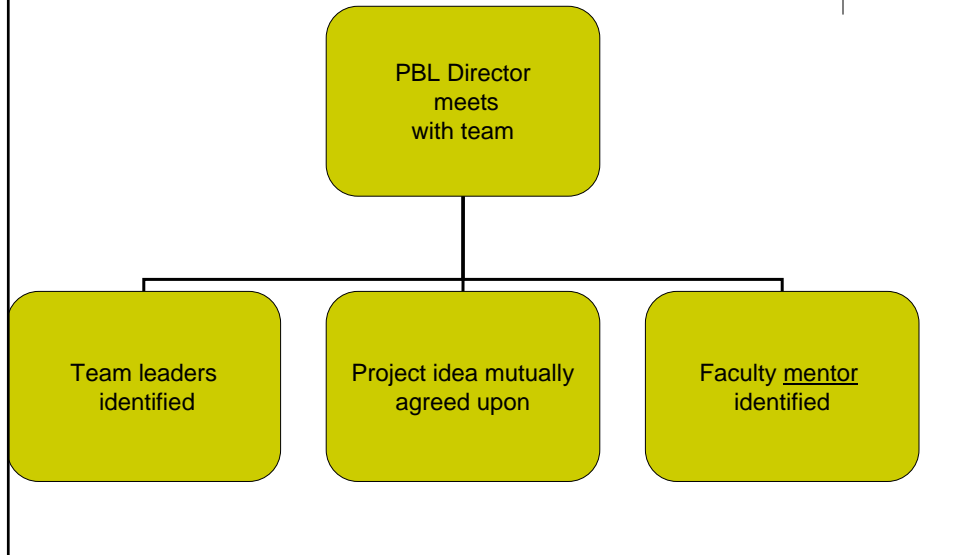 PBL Director
meets
with team
Team leaders
identified
Project idea mutually
agreed upon
Faculty mentor
identified